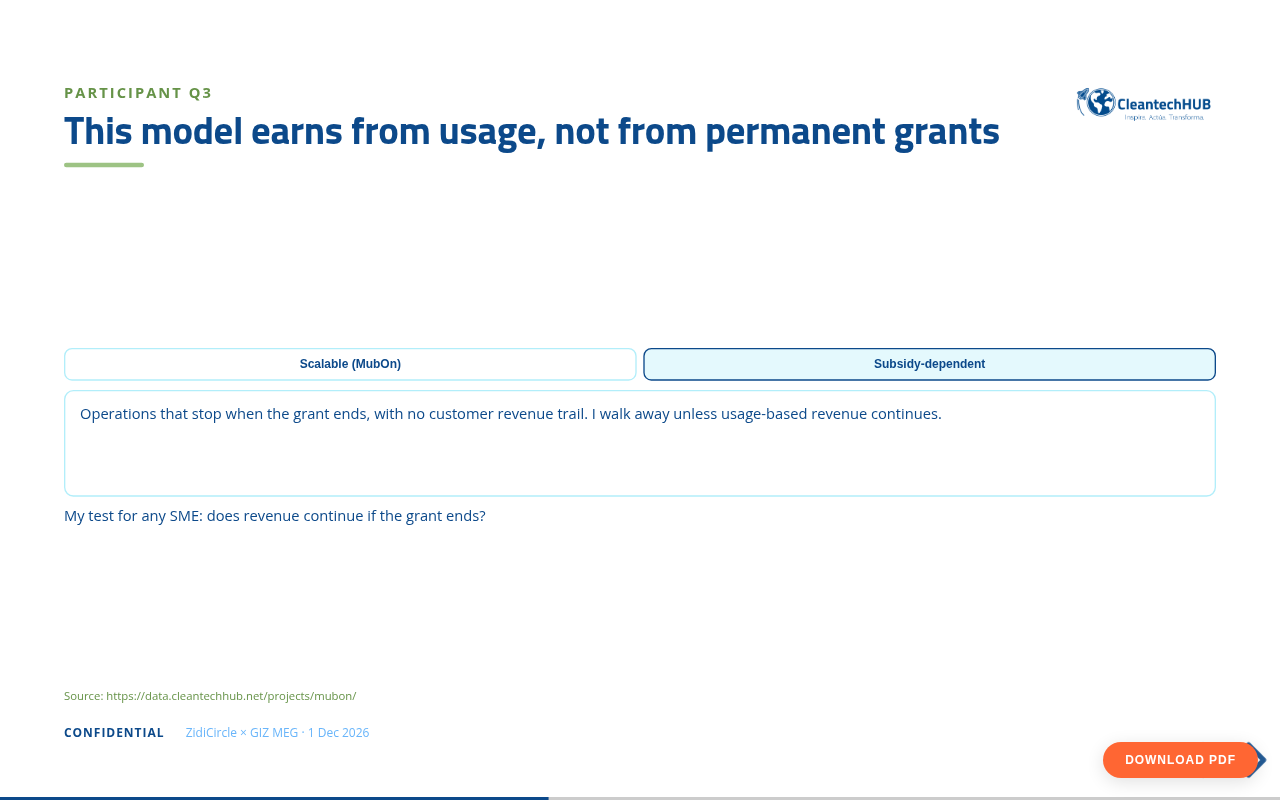 PARTICIPANT Q3
This model earns from usage, not from permanent grants
CleantechHUB
Inspira. Actúa. Transforma.
Scalable (MubOn)
Subsidy-dependent
Operations that stop when the grant ends, with no customer revenue trail. I walk away unless usage-based revenue continues.
My test for any SME: does revenue continue if the grant ends?
Source: https://data.cleantechhub.net/projects/mubon/
CONFIDENTIAL ZidiCircle × GIZ MEG · 1 Dec 2026
DOWNLOAD PDF